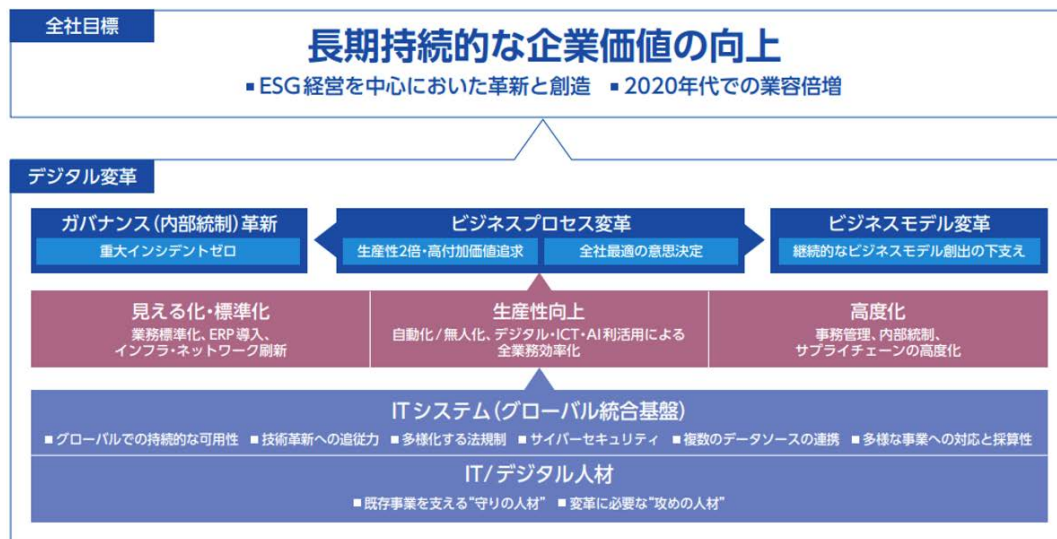 全社目標
長期持続的な企業価値の向上
■ESG経営を中心においた革新と創造 ■2020年代での業容倍増
デジタル変革
ガバナンス(内部統制)革新
重大インシデントゼロ
ビジネスプロセス変革
生産性2倍・高付加価値追求 全社最適の意思決定
ビジネスモデル変革
継続的なビジネスモデル創出の下支え
見える化・標準化
業務標準化、ERP導入、
インフラ・ネットワーク刷新
生産性向上
自動化/無人化、デジタル・ICT・AI利活用による
全業務効率化
高度化
事務管理、内部統制、
サプライチェーンの高度化
ITシステム(グローバル統合基盤)
■グローバルでの持続的な可用性 ■技術革新への追従力 ■多様化する法規制 ■サイバーセキュリティ ■複数のデータソースの連携 ■多様な事業への対応と採算性
IT/デジタル人材
■既存事業を支える“守りの人材” ■変革に必要な“攻めの人材”